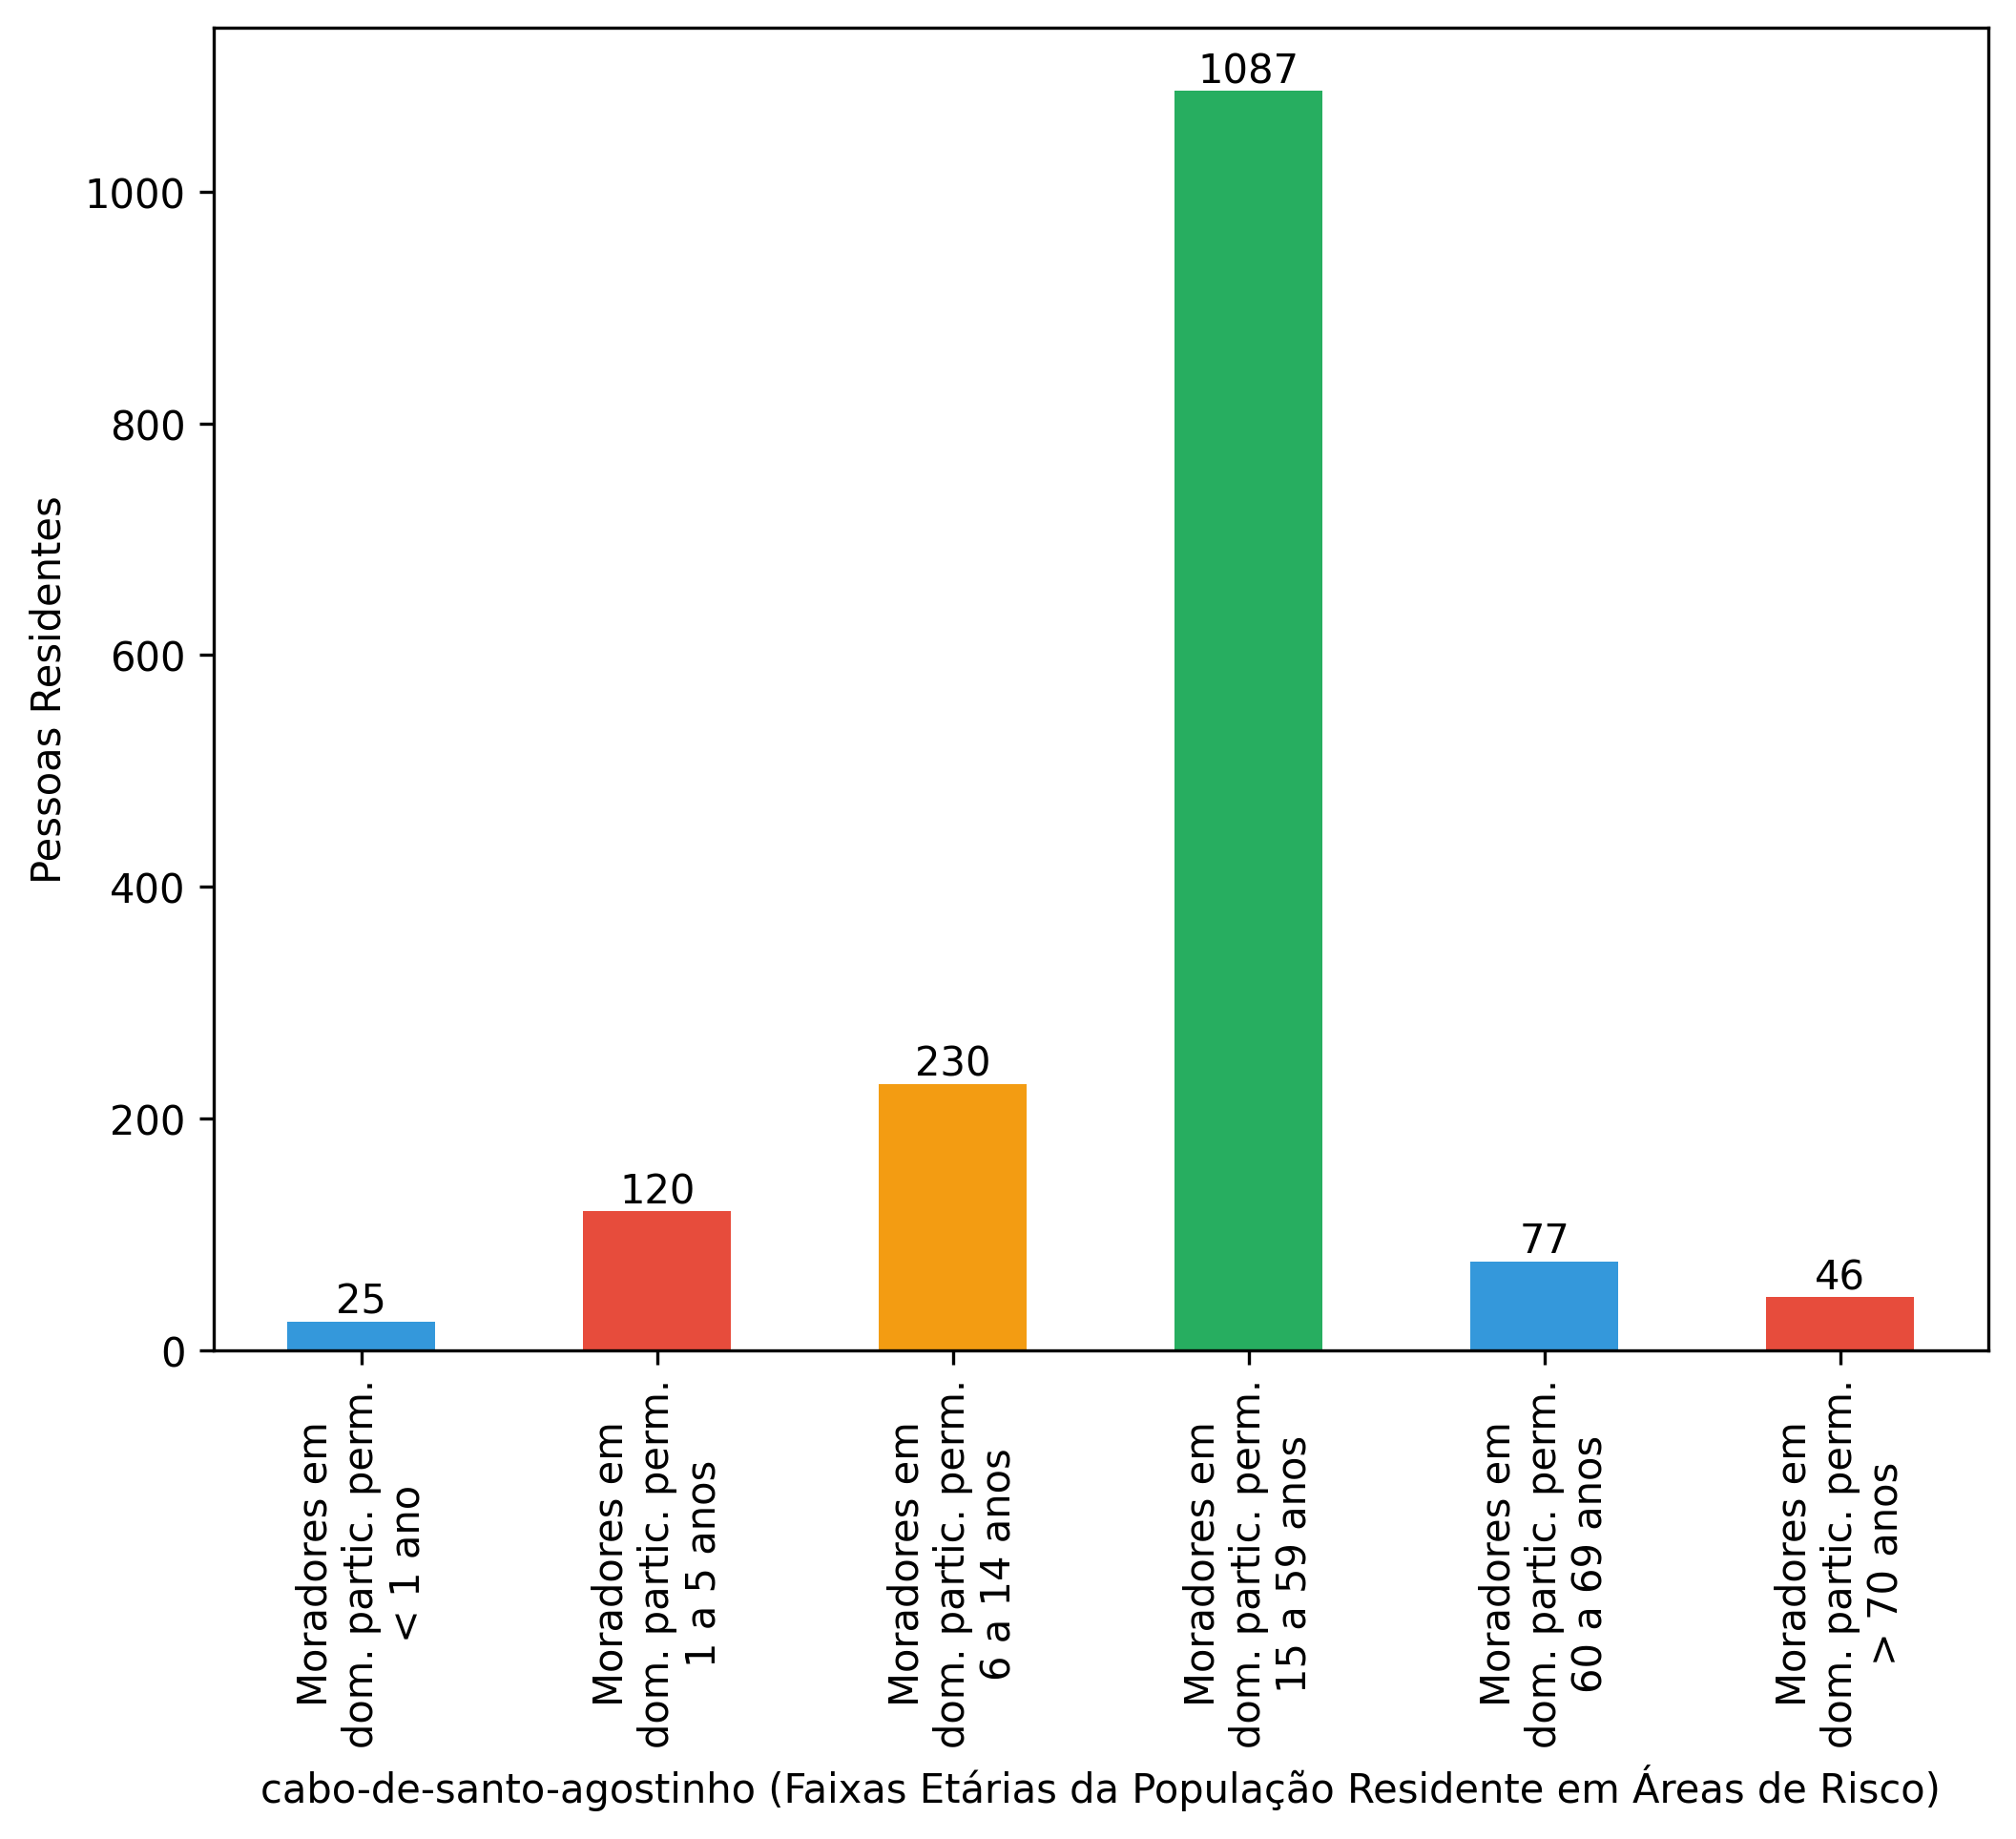 Pessoas Residentes
1000
800
600
400
200
0
25
120
230
1087
77
46
Moradores em
dom. partic. perm.
< 1 ano
Moradores em
dom. partic. perm.
1 a 5 anos
Moradores em
dom. partic. perm.
6 a 14 anos
Moradores em
dom. partic. perm.
15 a 59 anos
Moradores em
dom. partic. perm.
60 a 69 anos
Moradores em
dom. partic. perm.
> 70 anos
cabo-de-santo-agostinho (Faixas Etárias da População Residente em Áreas de Risco)